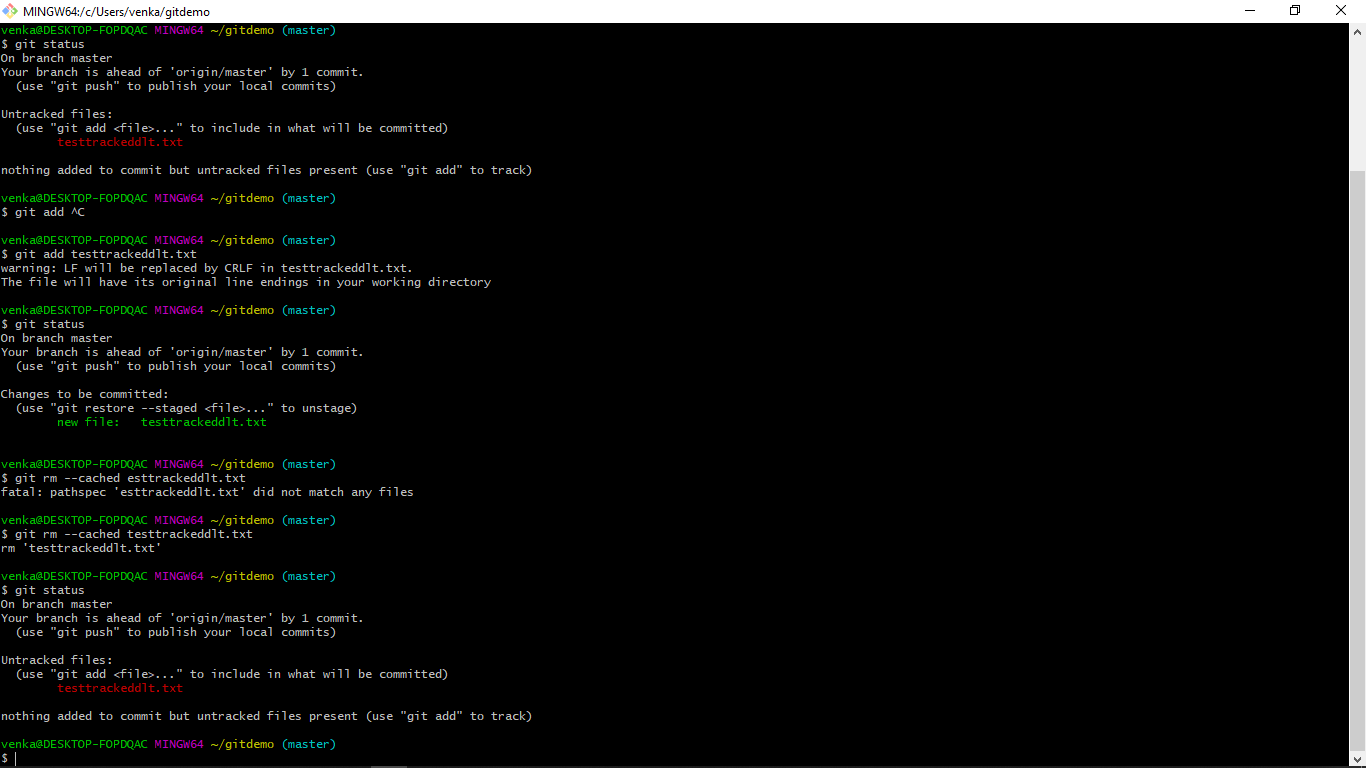 MINGW64:/c/Users/venka/gitdemo
venka@DESKTOP-FOPDQAC MINGW64 ~/gitdemo (master)
$ git status
On branch master
Your branch is ahead of 'origin/master' by 1 commit.
  (use "git push" to publish your local commits)

Untracked files:
  (use "git add <file>..." to include in what will be committed)
        testtrackeddlt.txt

nothing added to commit but untracked files present (use "git add" to track)

venka@DESKTOP-FOPDQAC MINGW64 ~/gitdemo (master)
$ git add ^C

venka@DESKTOP-FOPDQAC MINGW64 ~/gitdemo (master)
$ git add testtrackeddlt.txt
warning: LF will be replaced by CRLF in testtrackeddlt.txt.
The file will have its original line endings in your working directory

venka@DESKTOP-FOPDQAC MINGW64 ~/gitdemo (master)
$ git status
On branch master
Your branch is ahead of 'origin/master' by 1 commit.
  (use "git push" to publish your local commits)

Changes to be committed:
  (use "git restore --staged <file>..." to unstage)
        new file:   testtrackeddlt.txt


venka@DESKTOP-FOPDQAC MINGW64 ~/gitdemo (master)
$ git rm --cached esttrackeddlt.txt
fatal: pathspec 'esttrackeddlt.txt' did not match any files

venka@DESKTOP-FOPDQAC MINGW64 ~/gitdemo (master)
$ git rm --cached testtrackeddlt.txt
rm 'testtrackeddlt.txt'

venka@DESKTOP-FOPDQAC MINGW64 ~/gitdemo (master)
$ git status
On branch master
Your branch is ahead of 'origin/master' by 1 commit.
  (use "git push" to publish your local commits)

Untracked files:
  (use "git add <file>..." to include in what will be committed)
        testtrackeddlt.txt

nothing added to commit but untracked files present (use "git add" to track)

venka@DESKTOP-FOPDQAC MINGW64 ~/gitdemo (master)
$